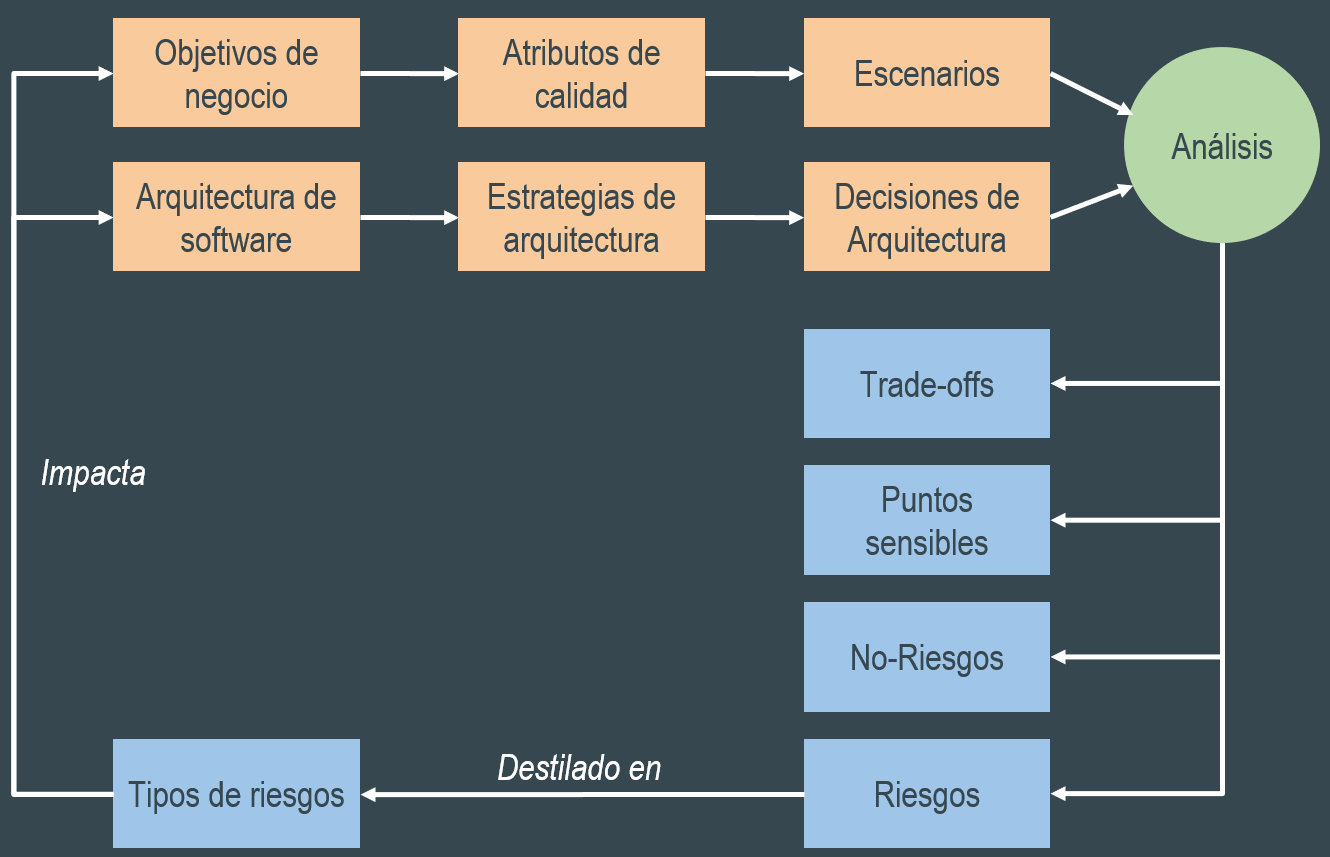 Objetivos de
negocio
Atributos de
calidad
Escenarios
Análisis
Arquitectura de
software
Estrategias de
arquitectura
Decisiones de
Arquitectura
Trade-offs
Impacta
Puntos
sensibles
No-Riesgos
Tipos de riesgos
Destilado en
Riesgos